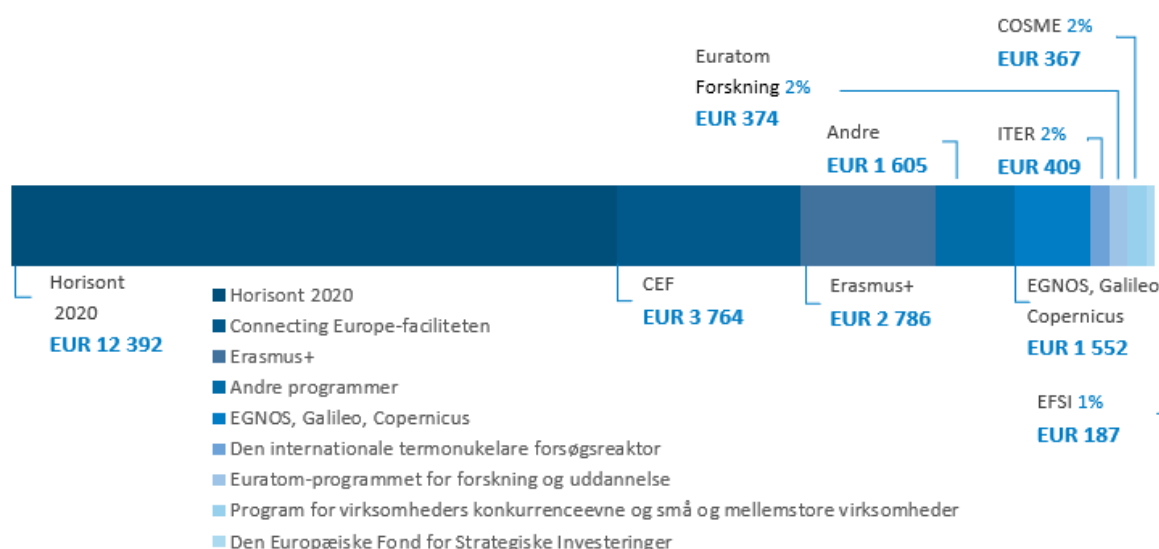 COSME 2%
EUR 367
Euratom
Forskning 2%
EUR 374
Andre
EUR 1 605
ITER 2%
EUR 409
Horisont
2020
EUR 12 392
CEF
EUR 3 764
Erasmus+
EUR 2 786
EGNOS, Galileo
Copernicus
EUR 1 552
EFSI 1%
EUR 187
Horisont 2020
Connecting Europe-faciliteten
Erasmus+
Andre programmer
EGNOS, Galileo, Copernicus
Den internationale termonukelare forsøgsreaktor
Euratom-programmet for forskning og uddannelse
Program for virksomheders konkurrenceevne og små og mellemstore virksomheder
Den Europæiske Fond for Strategiske Investeringer